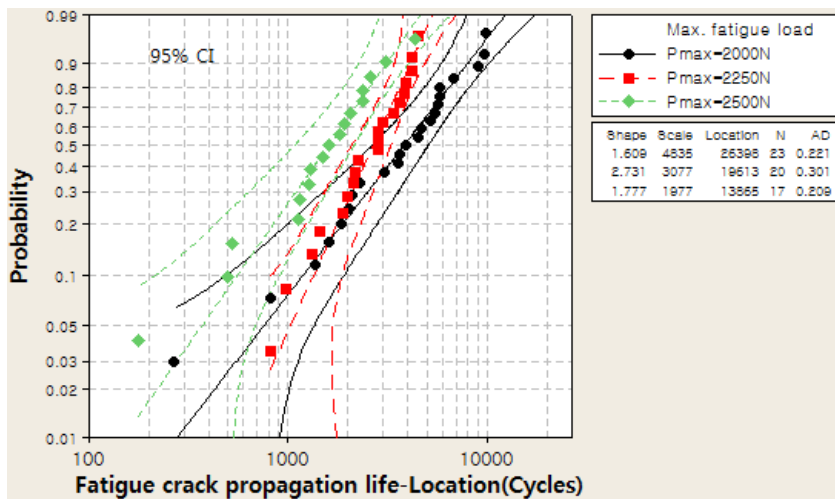 95% CI
0.99
0.9
0.8
0.7
0.6
0.5
0.4
0.3
0.2
0.1
0.05
0.03
0.02
0.01
Probability
100
1000
10000
Fatigue crack propagation life-Location(Cycles)
Max. fatigue load
Pmax-2000N
Pmax-2250N
Pmax-2500N
Shape Scale Location N AD
1.609 4835 26398 23 0.221
2.731 3077 19613 20 0.301
1.777 1977 13865 17 0.209